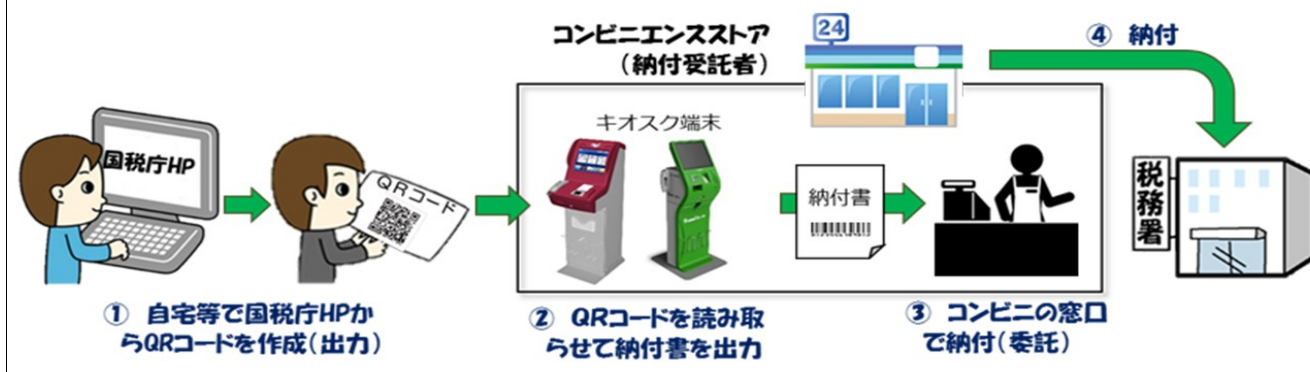 コンビニエンスストア
(納付受託者)
24
④ 納付
キオスク端末
国税庁HP
QRコード
納付書
税務署
① 自宅等で国税庁HPか
らQRコードを作成(出力)
② QRコードを読み取
らせて納付書を出力
③ コンビニの窓口
で納付(委託)